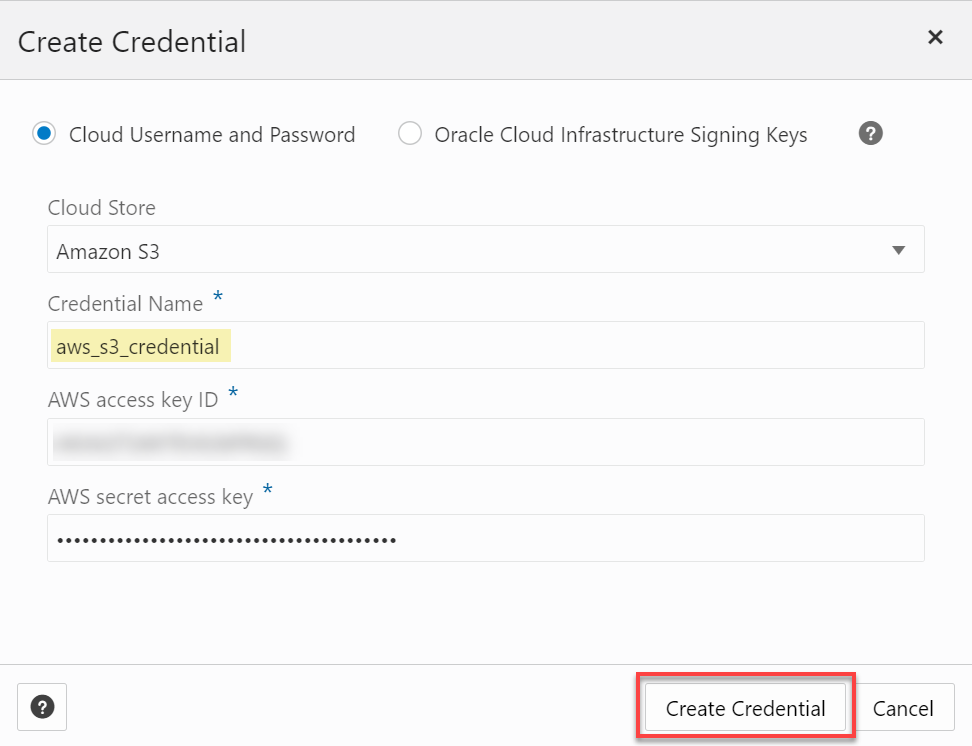 Create Credential
Cloud Username and Password Oracle Cloud Infrastructure Signing Keys ?
Cloud Store
Amazon S3
Credential Name *
aws_s3_credential
AWS access key ID *
AWS secret access key *
••••••••••••••••••••••••••••••••••••••••
? Create Credential Cancel